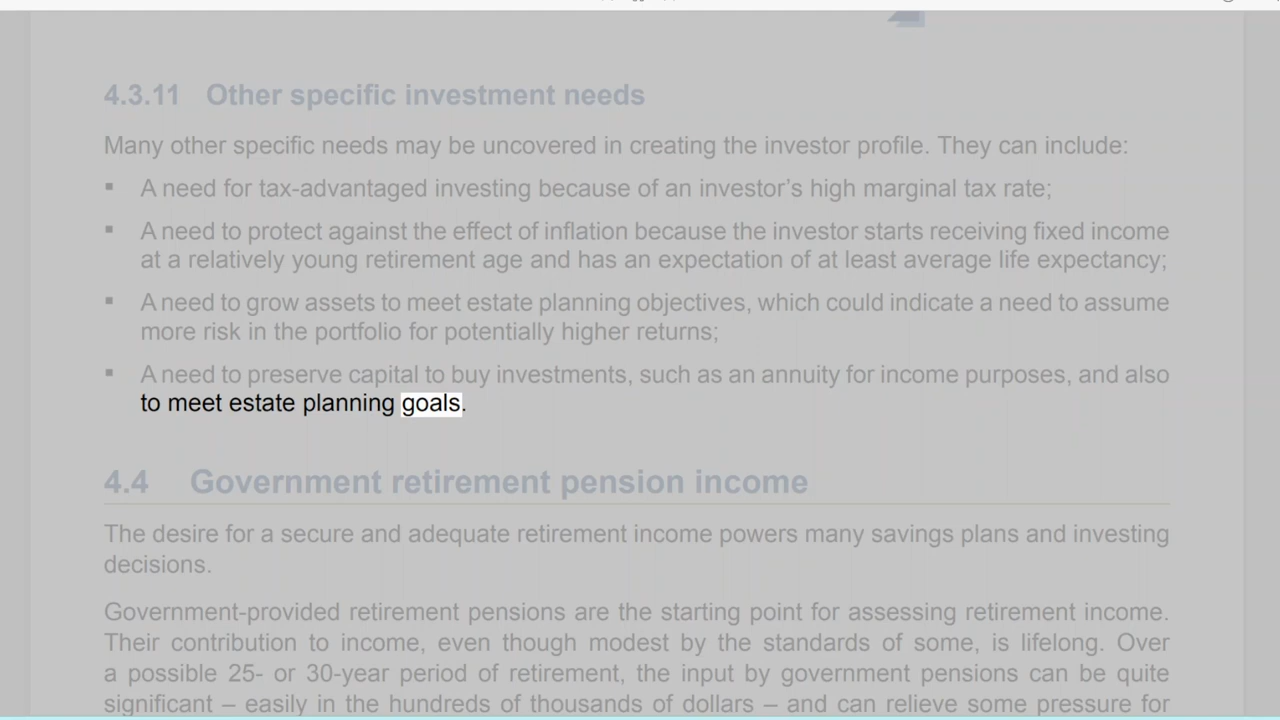 4.3.11 Other specific investment needs
Many other specific needs may be uncovered in creating the investor profile. They can include:
▪ A need for tax-advantaged investing because of an investor’s high marginal tax rate;
▪ A need to protect against the effect of inflation because the investor starts receiving fixed income
at a relatively young retirement age and has an expectation of at least average life expectancy;
▪ A need to grow assets to meet estate planning objectives, which could indicate a need to assume
more risk in the portfolio for potentially higher returns;
▪ A need to preserve capital to buy investments, such as an annuity for income purposes, and also
to meet estate planning goals.
4.4 Government retirement pension income
The desire for a secure and adequate retirement income powers many savings plans and investing
decisions.
Government-provided retirement pensions are the starting point for assessing retirement income.
Their contribution to income, even though modest by the standards of some, is lifelong. Over
a possible 25- or 30-year period of retirement, the input by government pensions can be quite
significant – easily in the hundreds of thousands of dollars – and can relieve some pressure for